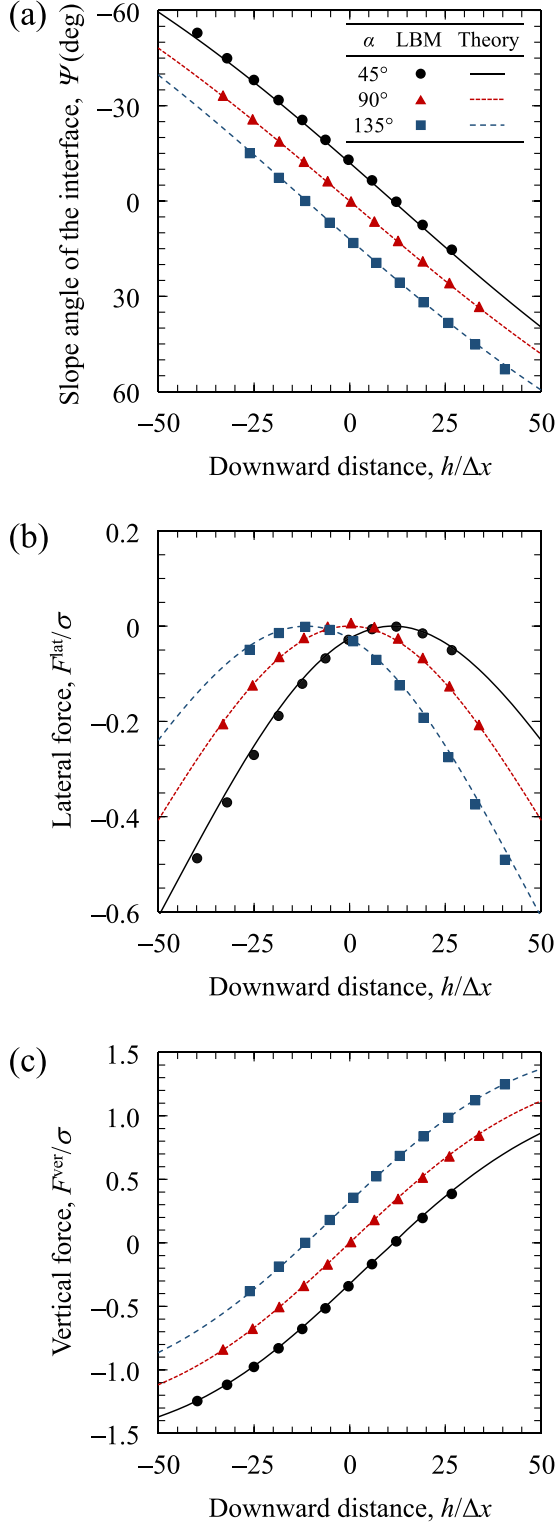 (a)
Slope angle of the interface, Ψ(deg)
−60
−30
0
30
60
α LBM Theory
45°
90°
135°
−50 −25 0 25 50
Downward distance, h/Δx
(b)
Lateral force, F^lat/σ
0.2
0
−0.2
−0.4
−0.6
−50 −25 0 25 50
Downward distance, h/Δx
(c)
Vertical force, F^ver/σ
1.5
1.0
0.5
0
−0.5
−1.0
−1.5
−50 −25 0 25 50
Downward distance, h/Δx